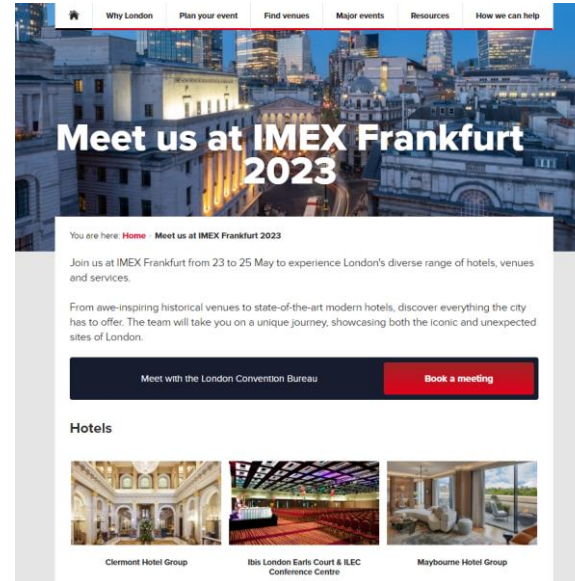 Why London Plan your event Find venues Major events Resources How we can help
Meet us at IMEX Frankfurt
2023
You are here: Home · Meet us at IMEX Frankfurt 2023
Join us at IMEX Frankfurt from 23 to 25 May to experience London's diverse range of hotels, venues
and services.
From awe-inspiring historical venues to state-of-the-art modern hotels, discover everything the city
has to offer. The team will take you on a unique journey, showcasing both the iconic and unexpected
sites of London.
Meet with the London Convention Bureau
Book a meeting
Hotels
Clermont Hotel Group
Ibis London Earls Court & ILEC
Conference Centre
Maybourne Hotel Group